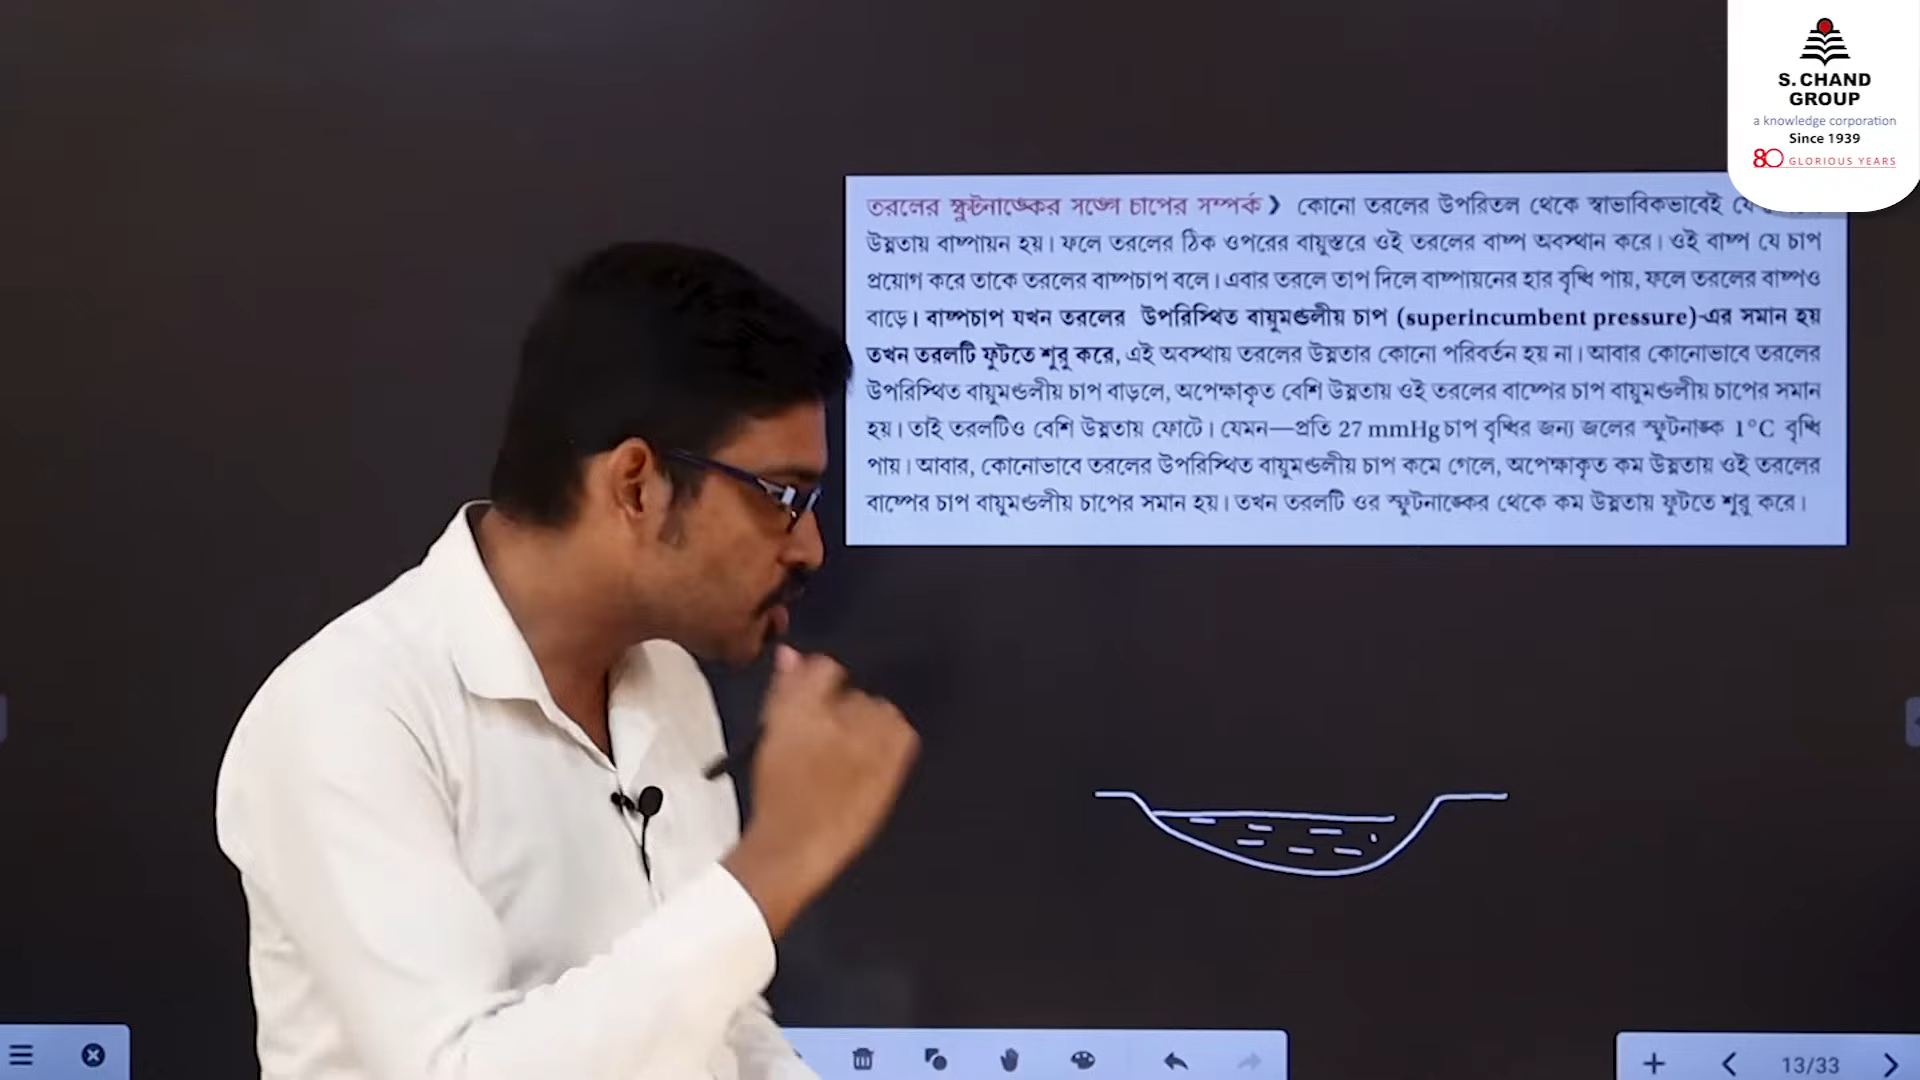 S. CHAND
GROUP
a knowledge corporation
Since 1939
80 GLORIOUS YEARS
তরলের স্ফুটনাঙ্কের সঙ্গে চাপের সম্পর্ক❯ কোনো তরলের উপরিতল থেকে স্বাভাবিকভাবেই
উষ্ণতায় বাষ্পায়ন হয়। ফলে তরলের ঠিক ওপরের বায়ুস্তরে ওই তরলের বাষ্প অবস্থান করে। ওই বাষ্প যে চাপ
প্রয়োগ করে তাকে তরলের বাষ্পচাপ বলে। এবার তরলে তাপ দিলে বাষ্পায়নের হার বৃদ্ধি পায়, ফলে তরলের বাষ্পও
বাড়ে। বাষ্পচাপ যখন তরলের উপরিস্থিত বায়ুমণ্ডলীয় চাপ (superincumbent pressure)-এর সমান হয়
তখন তরলটি ফুটতে শুরু করে, এই অবস্থায় তরলের উষ্ণতার কোনো পরিবর্তন হয় না। আবার কোনোভাবে তরলের
উপরিস্থিত বায়ুমণ্ডলীয় চাপ বাড়লে, অপেক্ষাকৃত বেশি উষ্ণতায় ওই তরলের বাষ্পের চাপ বায়ুমণ্ডলীয় চাপের সমান
হয়। তাই তরলটিও বেশি উষ্ণতায় ফোটে। যেমন—প্রতি 27 mmHg চাপ বৃদ্ধির জন্য জলের স্ফুটনাঙ্ক 1°C বৃদ্ধি
পায়। আবার, কোনোভাবে তরলের উপরিস্থিত বায়ুমণ্ডলীয় চাপ কমে গেলে, অপেক্ষাকৃত কম উষ্ণতায় ওই তরলের
বাষ্পের চাপ বায়ুমণ্ডলীয় চাপের সমান হয়। তখন তরলটি ওর স্ফুটনাঙ্কের থেকে কম উষ্ণতায় ফুটতে শুরু করে।
13/33